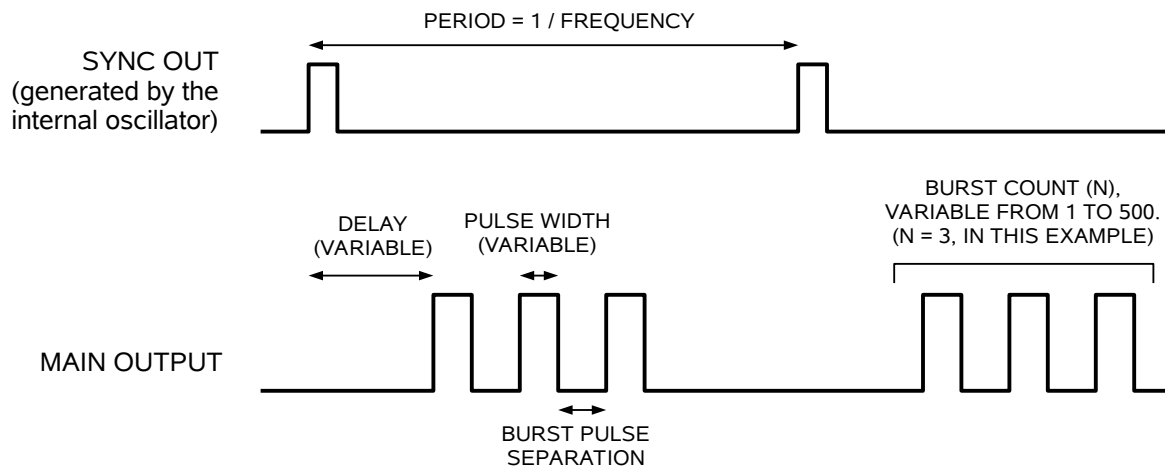 PERIOD = 1 / FREQUENCY
SYNC OUT
(generated by the
internal oscillator)
BURST COUNT (N),
VARIABLE FROM 1 TO 500.
(N = 3, IN THIS EXAMPLE)
DELAY
(VARIABLE)
PULSE WIDTH
(VARIABLE)
MAIN OUTPUT
BURST PULSE
SEPARATION